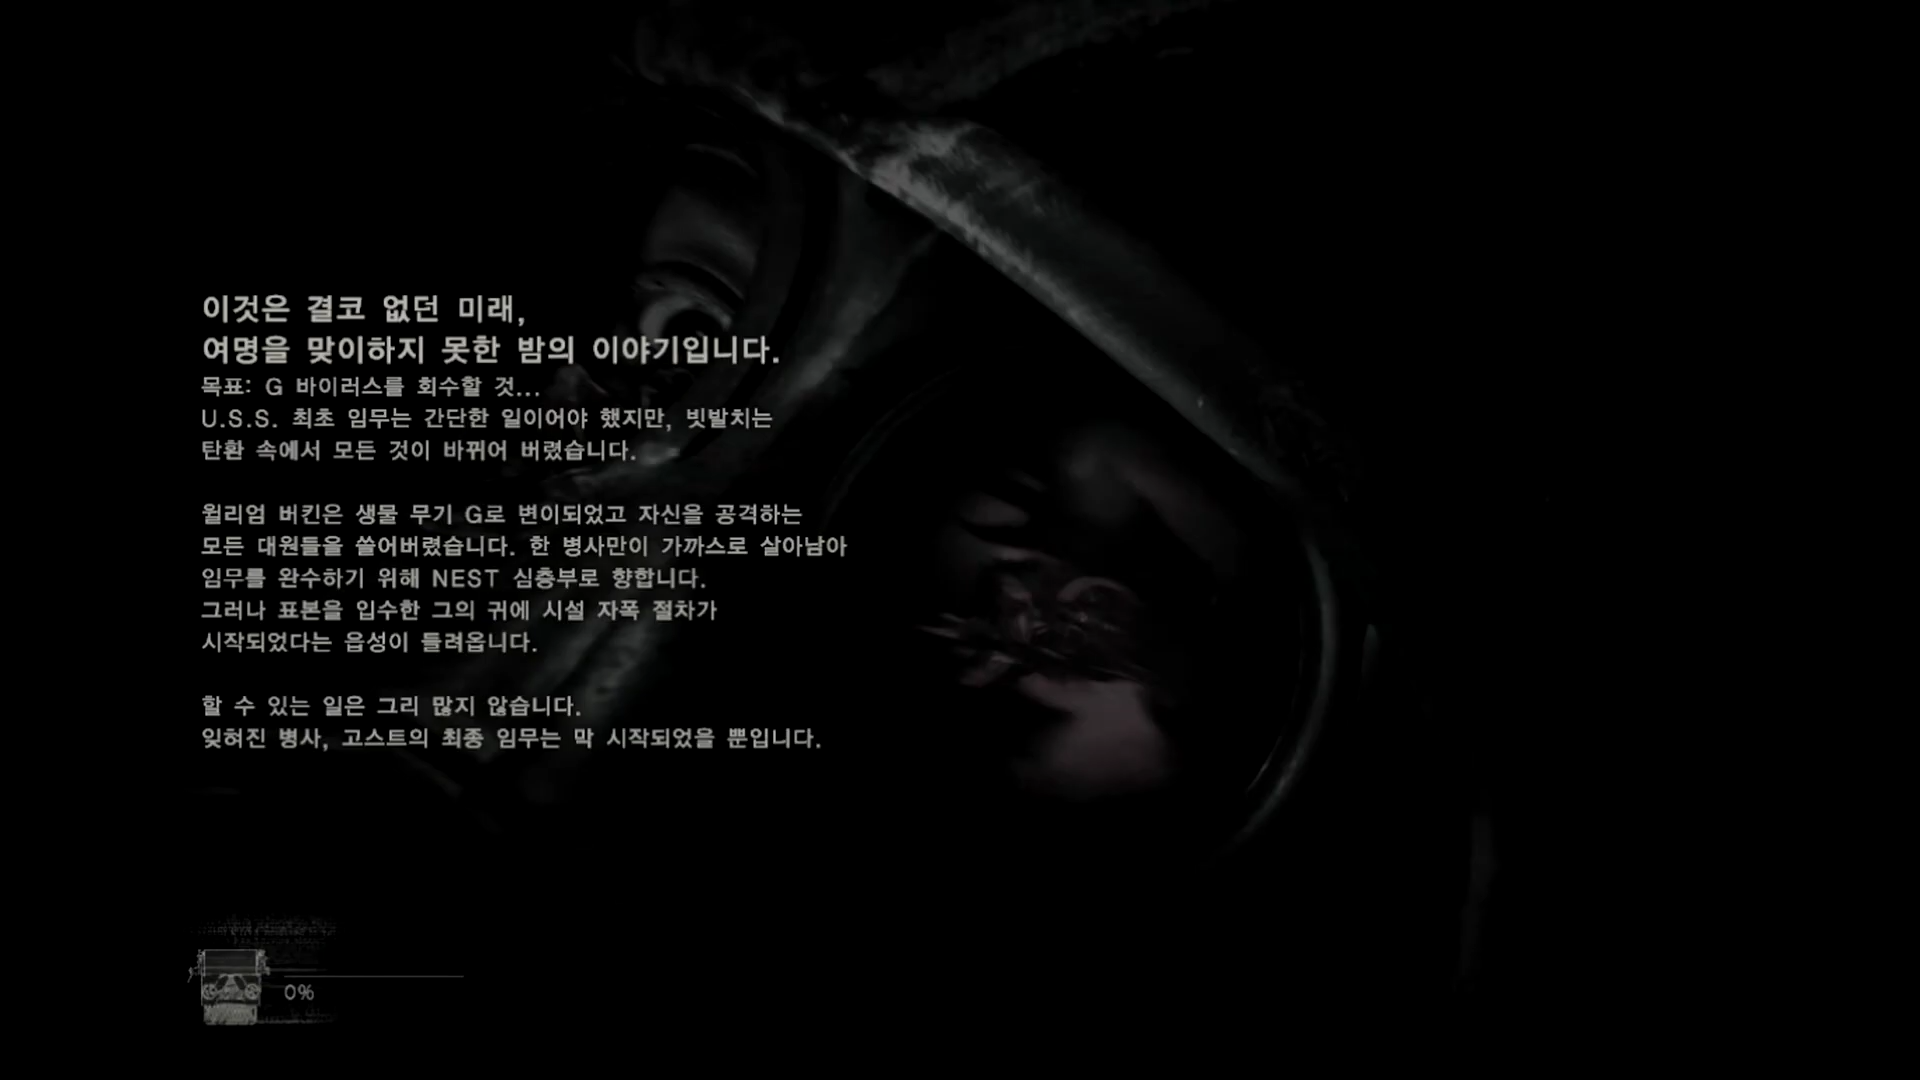 이것은 결코 없던 미래,
여명을 맞이하지 못한 밤의 이야기입니다.
목표: G 바이러스를 회수할 것...
U.S.S. 최초 임무는 간단한 일이어야 했지만, 빗발치는
탄환 속에서 모든 것이 바뀌어 버렸습니다.
윌리엄 버킨은 생물 무기 G로 변이되었고 자신을 공격하는
모든 대원들을 쓸어버렸습니다. 한 병사만이 가까스로 살아남아
임무를 완수하기 위해 NEST 심층부로 향합니다.
그러나 표본을 입수한 그의 귀에 시설 자폭 절차가
시작되었다는 음성이 들려옵니다.
할 수 있는 일은 그리 많지 않습니다.
잊혀진 병사, 고스트의 최종 임무는 막 시작되었을 뿐입니다.
0%